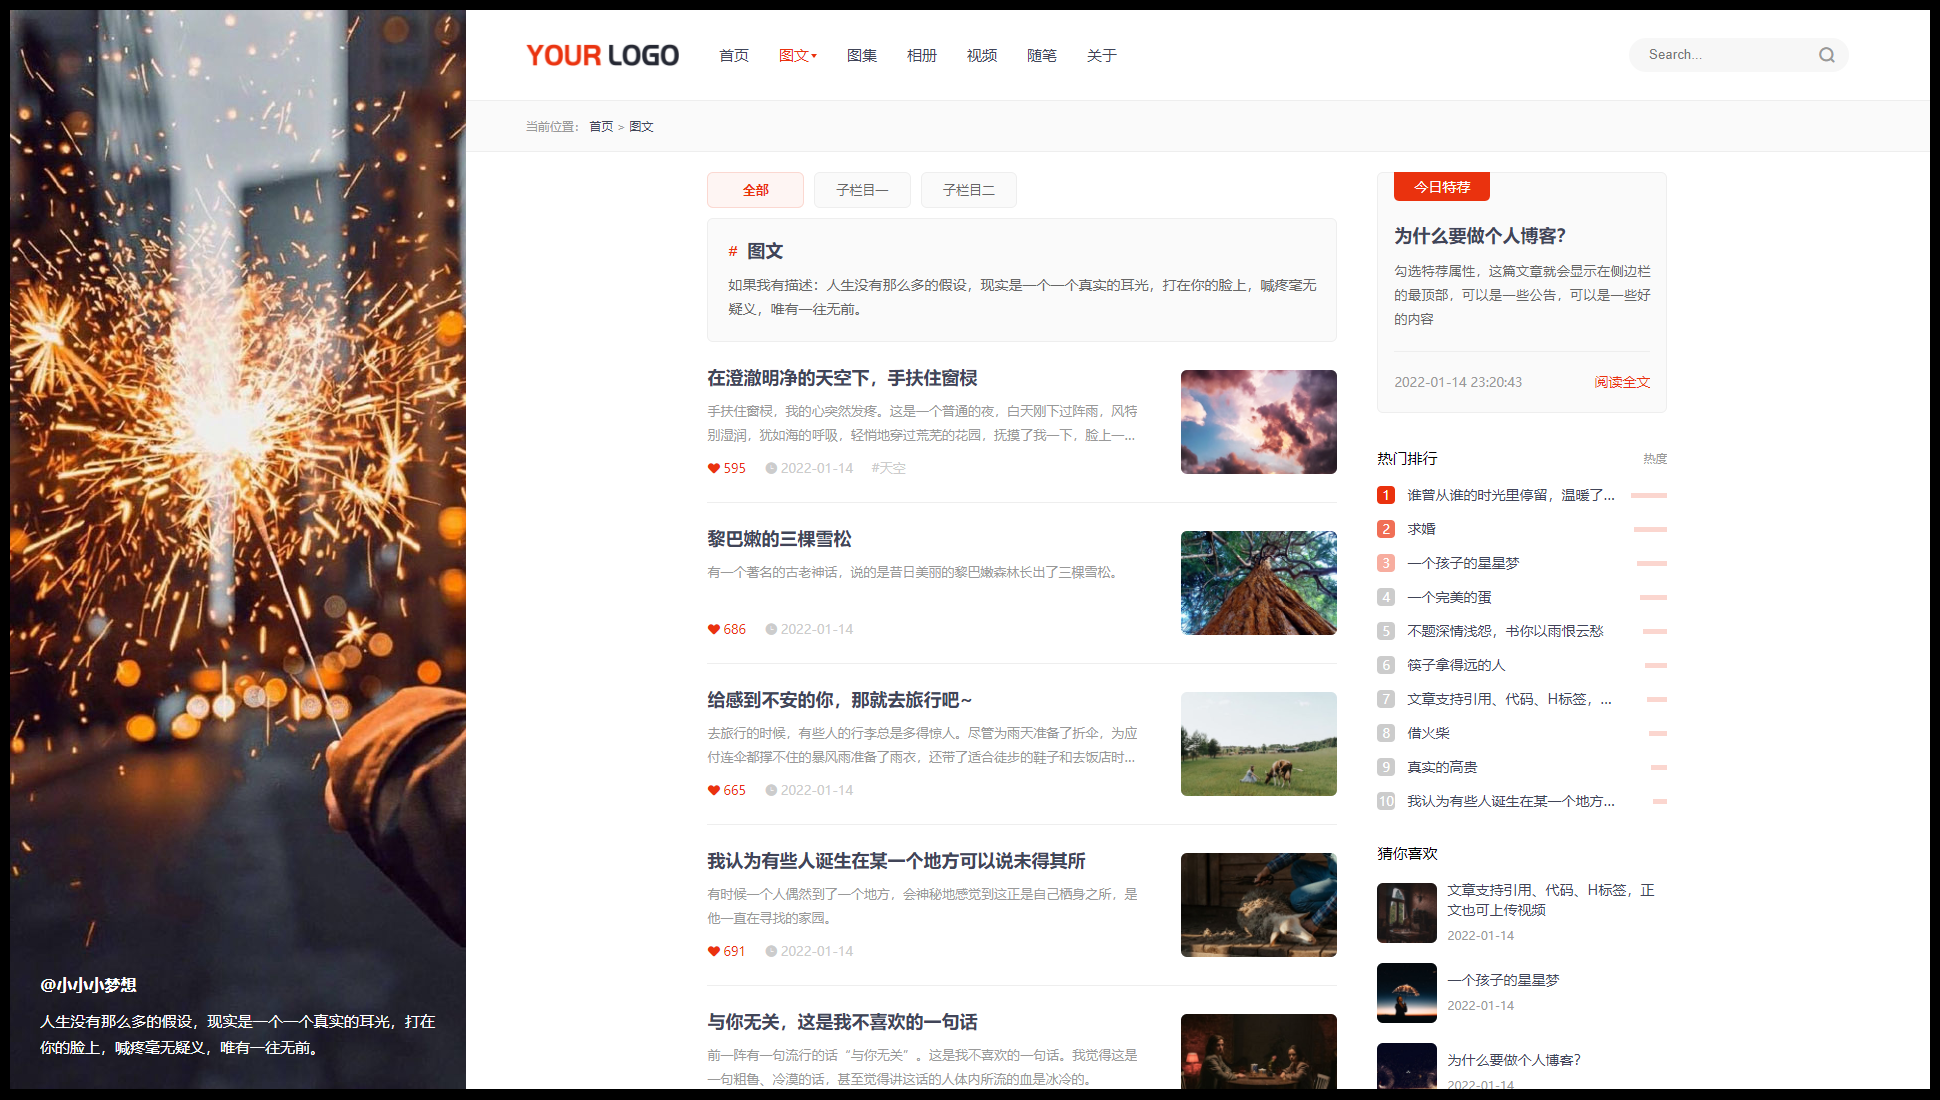 YOUR LOGO
首页
图文
图集
相册
视频
随笔
关于
Search...
当前位置： 首页 > 图文
全部
子栏目一
子栏目二
# 图文
如果我有描述：人生没有那么多的假设，现实是一个一个真实的耳光，打在你的脸上，喊疼毫无
疑义，唯有一往无前。
在澄澈明净的天空下，手扶住窗棂
手扶住窗棂，我的心突然发疼。这是一个普通的夜，白天刚下过阵雨，风特
别湿润，犹如海的呼吸，轻悄地穿过荒芜的花园，抚摸了我一下，脸上一...
595 2022-01-14 #天空
黎巴嫩的三棵雪松
有一个著名的古老神话，说的是昔日美丽的黎巴嫩森林长出了三棵雪松。
686 2022-01-14
给感到不安的你，那就去旅行吧~
去旅行的时候，有些人的行李总是多得惊人。尽管为雨天准备了折伞，为应
付连伞都撑不住的暴风雨准备了雨衣，还带了适合徒步的鞋子和去饭店时...
665 2022-01-14
我认为有些人诞生在某一个地方可以说未得其所
有时候一个人偶然到了一个地方，会神秘地感觉到这正是自己栖身之所，是
他一直在寻找的家园。
691 2022-01-14
与你无关，这是我不喜欢的一句话
前一阵有一句流行的话“与你无关”。这是我不喜欢的一句话。我觉得这是
一句粗鲁、冷漠的话，甚至觉得讲这话的人体内所流的血是冰冷的。
今日特荐
为什么要做个人博客？
勾选特荐属性，这篇文章就会显示在侧边栏
的最顶部，可以是一些公告，可以是一些好
的内容
2022-01-14 23:20:43 阅读全文
热门排行 热度
1 谁曾从谁的时光里停留，温暖了...
2 求婚
3 一个孩子的星星梦
4 一个完美的蛋
5 不题深情浅怨，书你以雨恨云愁
6 筷子拿得远的人
7 文章支持引用、代码、H标签，...
8 借火柴
9 真实的高贵
10 我认为有些人诞生在某一个地方...
猜你喜欢
文章支持引用、代码、H标签，正
文也可上传视频
2022-01-14
一个孩子的星星梦
2022-01-14
为什么要做个人博客？
2022-01-14
@小小小梦想
人生没有那么多的假设，现实是一个一个真实的耳光，打在
你的脸上，喊疼毫无疑义，唯有一往无前。